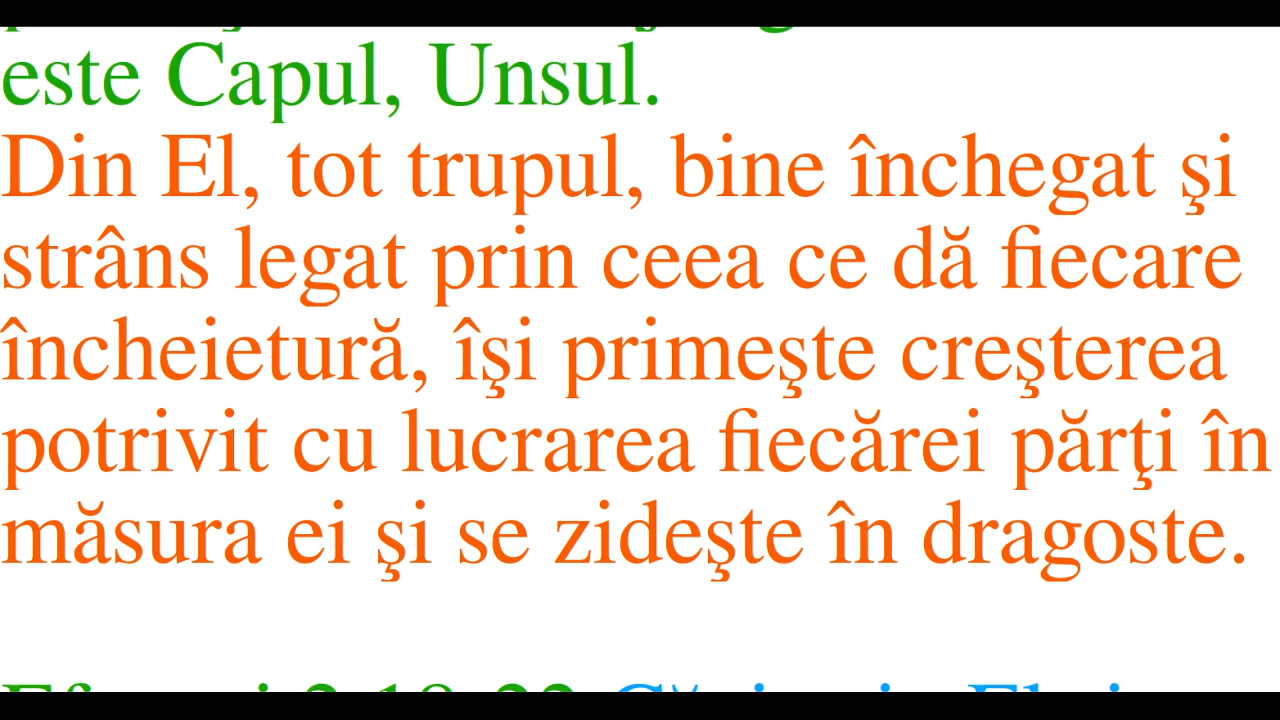 este Capul, Unsul.
Din El, tot trupul, bine închegat şi
strâns legat prin ceea ce dă fiecare
încheietură, îşi primeşte creşterea
potrivit cu lucrarea fiecărei părţi în
măsura ei şi se zideşte în dragoste.